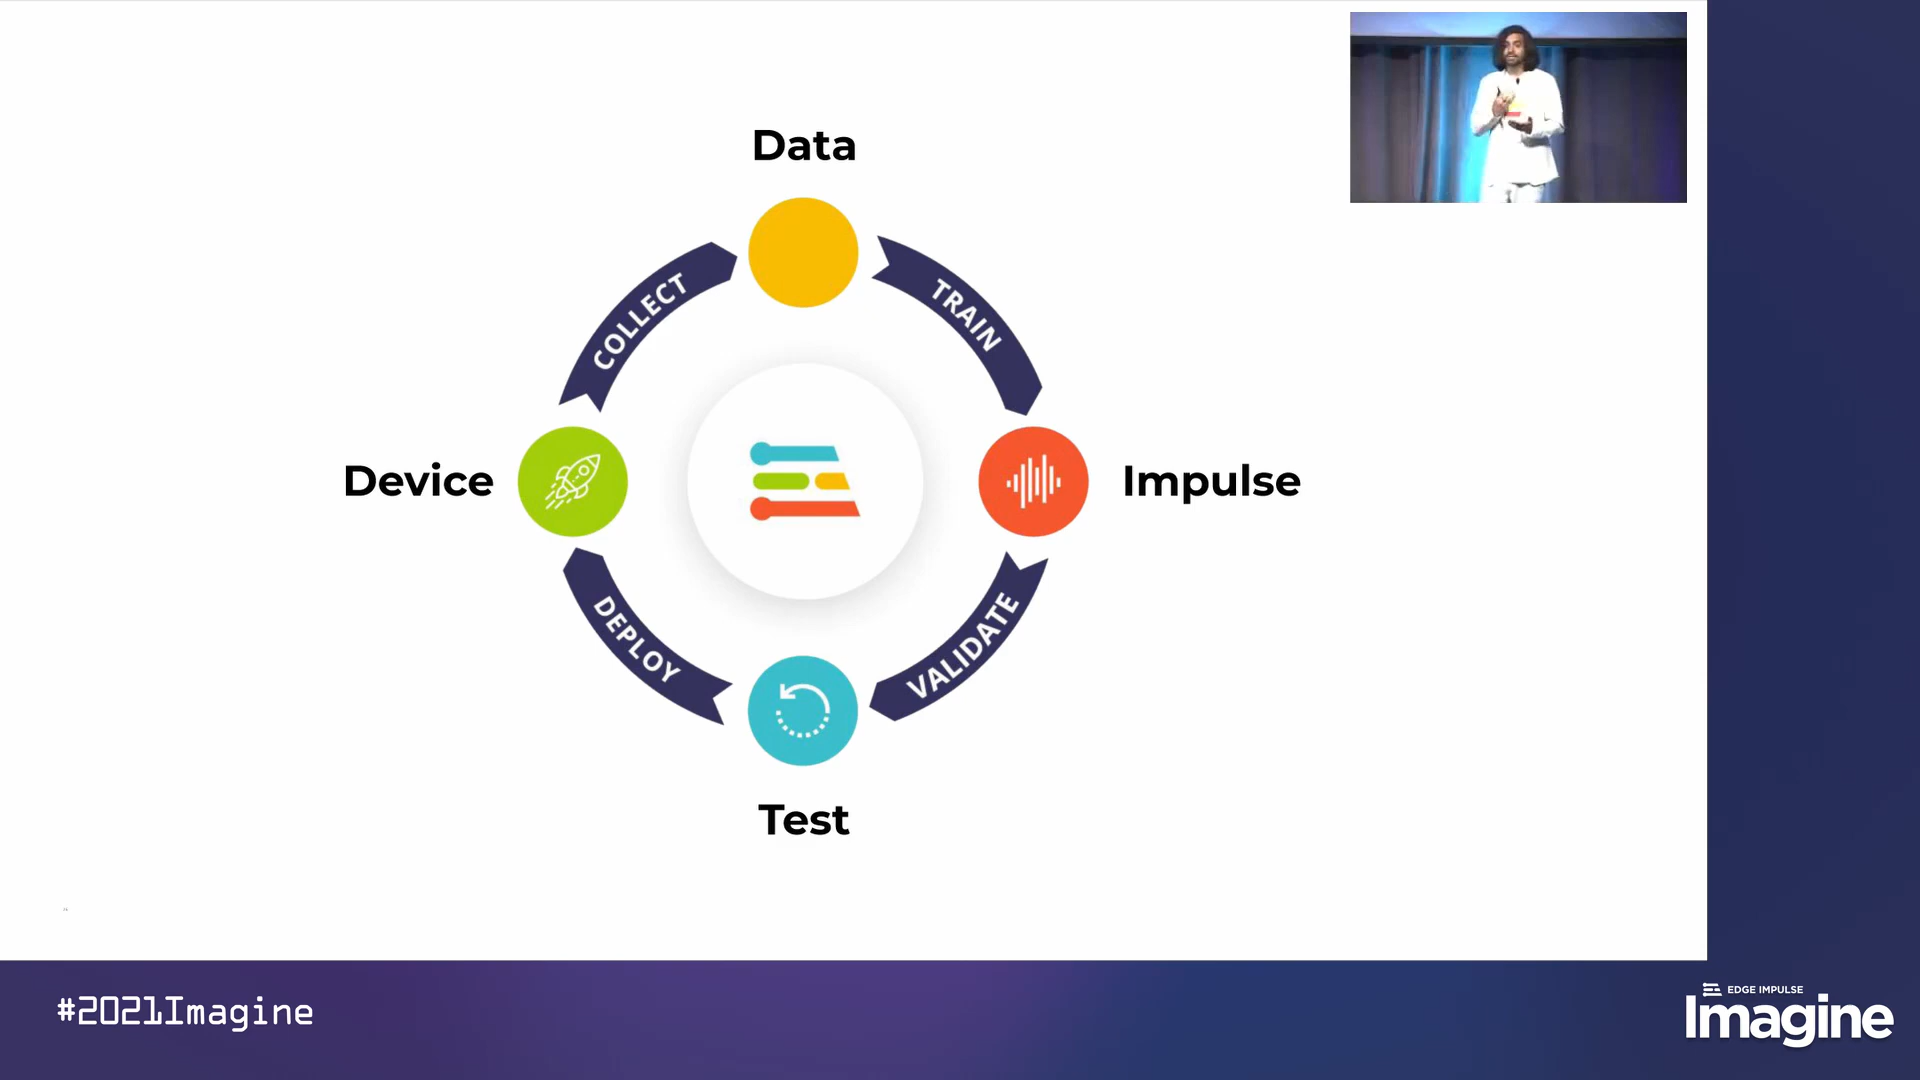 Data
COLLECT
TRAIN
Device
Impulse
DEPLOY
VALIDATE
Test
#2021Imagine
EDGE IMPULSE
Imagine